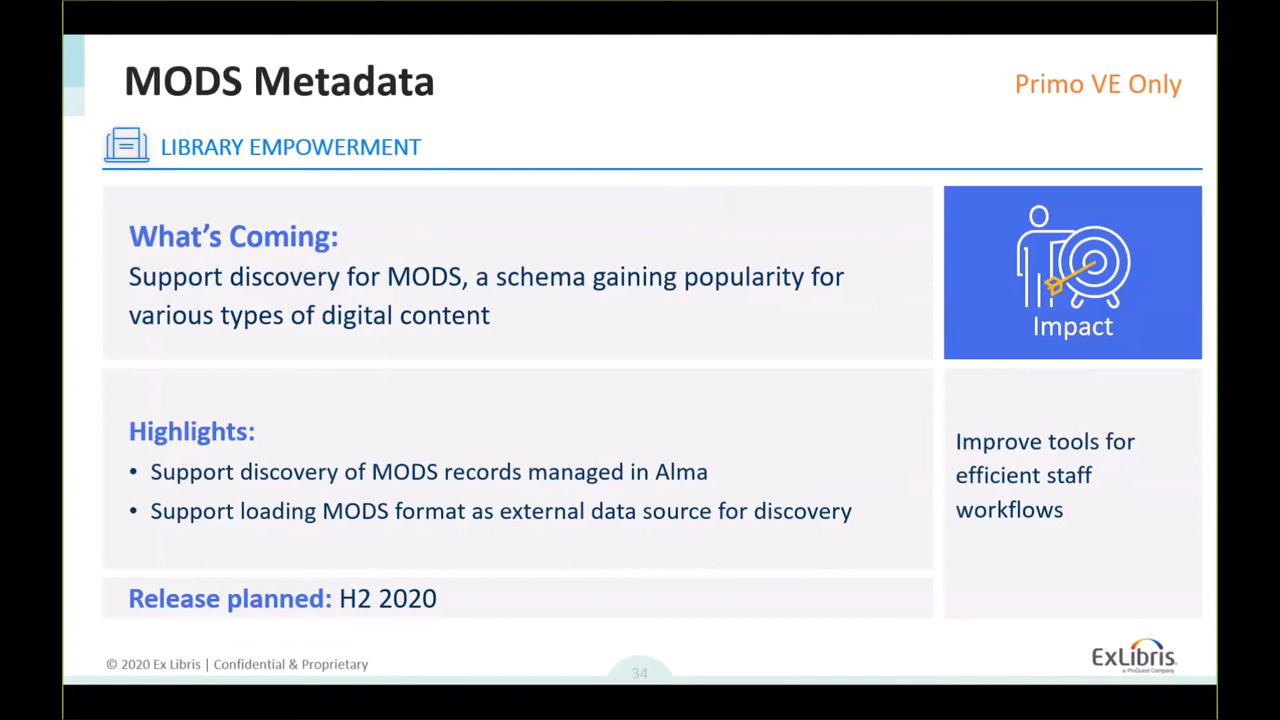 MODS Metadata
Primo VE Only
LIBRARY EMPOWERMENT
What's Coming:
Support discovery for MODS, a schema gaining popularity for
various types of digital content
Impact
Highlights:
• Support discovery of MODS records managed in Alma
• Support loading MODS format as external data source for discovery
Improve tools for
efficient staff
workflows
Release planned: H2 2020
© 2020 Ex Libris | Confidential & Proprietary
34
ExLibris
a ProQuest Company